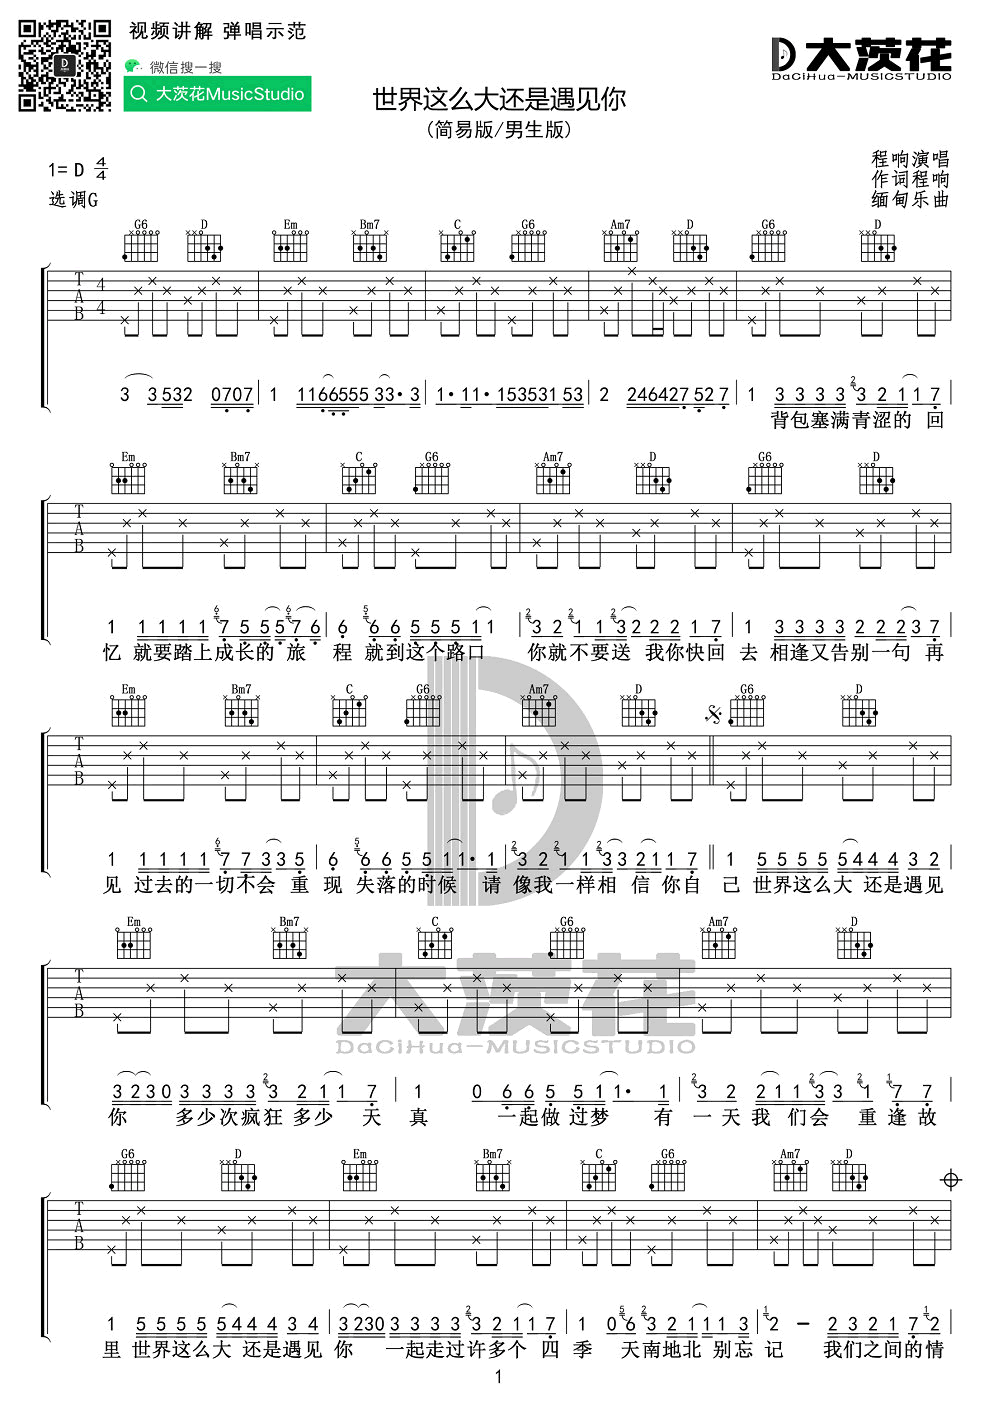 视频讲解 弹唱示范
微信搜一搜
大茨花MusicStudio
大茨花
DaCiHua-MUSICSTUDIO
世界这么大还是遇见你
(简易版/男生版)
1= D 4/4
选调G
程响演唱
作词程响
缅甸乐曲
G6 D Em Bm7 C G6 Am7 D G6 D
T A B 4 4
3 3532 0707 1 1166555 33· 3 1· 11· 153531 53 2 246427 527 1 3 3 3 3 3 2 1 1 7
背包塞满青涩的 回
Em Bm7 C G6 Am7 D G6 D
T A B
1 1 1 1 1 7 5 5 5 7 6 6 6 6 5 5 5 1 1 3 2 1 1 3 2 2 2 1 7 1 3 3 3 3 2 2 2 3 7
忆 就要踏上成长的 旅 程 就到这个路口 你就不要送 我你快回 去 相逢又告别一句 再
Em Bm7 C G6 Am7 D G6 D
T A B
1 1 1 1 1 7 7 3 3 5 6 6 6 5 5 1 1· 1 3 2 1 1 3 3 2 1 1 7 1 5 5 5 5 5 4 4 4 3 2
见 过去的一切不会 重 现 失落的时候 请 像我一样相 信 你自 己 世界这么大 还是遇见
Em Bm7 C G6 Am7 D
T A B
大茨花
DaCiHua-MUSICSTUDIO
3 2 3 0 3 3 3 3 3 2 1 1 7 1 0 6 6 5 5 1 1· 1 3 2 2 1 1 3 3 1 7 7
你 多少次疯狂多少 天 真 一起做过梦 有 一天我们会 重逢故
G6 D Em Bm7 C G6 Am7 D
T A B
1 5 5 5 5 5 4 4 4 3 4 3 2 3 0 3 3 3 3 3 2 1 1 7 1 0 6 3 2 1 1 3 1 2 2 – 2 3 2 1 7 2
里 世界这么大 还是遇见 你 一起走过许多个 四 季 天南地北 别忘 记 我们之间的情
1